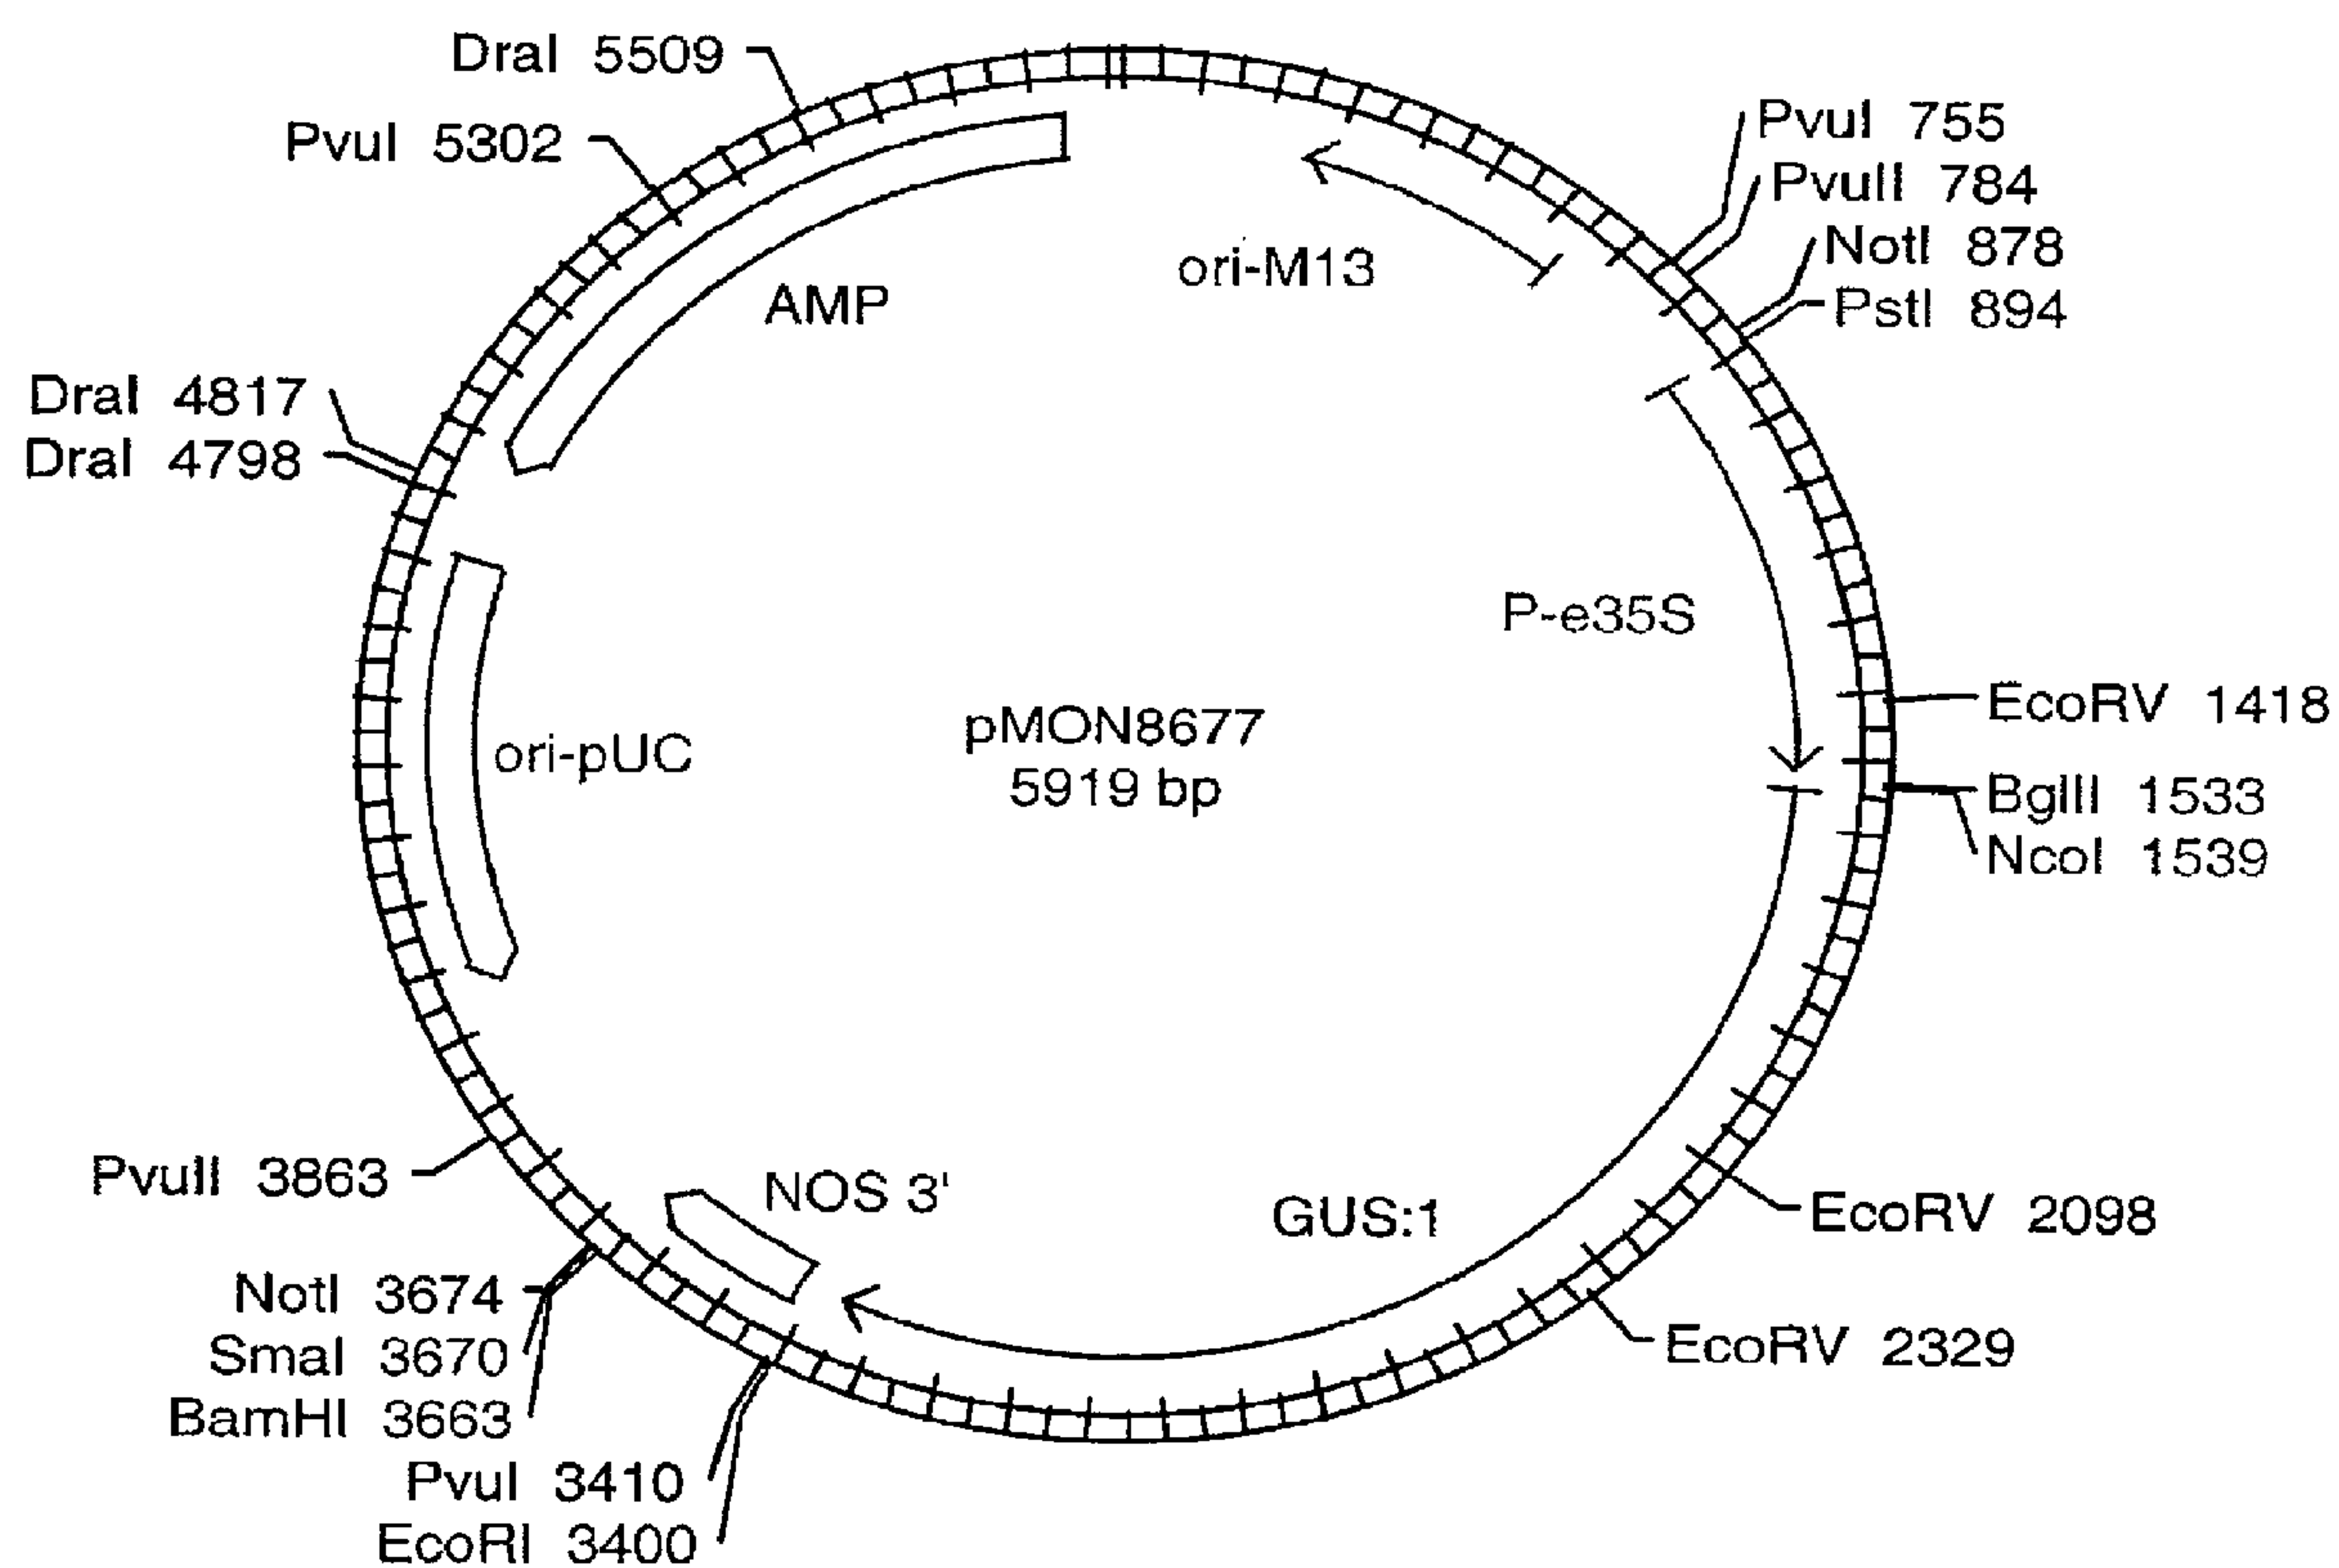 DraI 5509
PvuI 5302
PvuI 755
PvuII 784
NotI 878
PstI 894
ori-M13
AMP
DraI 4817
DraI 4798
P-e35S
EcoRV 1418
pMON8677
5919 bp
ori-pUC
BglII 1533
NcoI 1539
PvuII 3863
NOS 3'
GUS:1
EcoRV 2098
NotI 3674
SmaI 3670
BamHI 3663
EcoRV 2329
PvuI 3410
EcoRI 3400